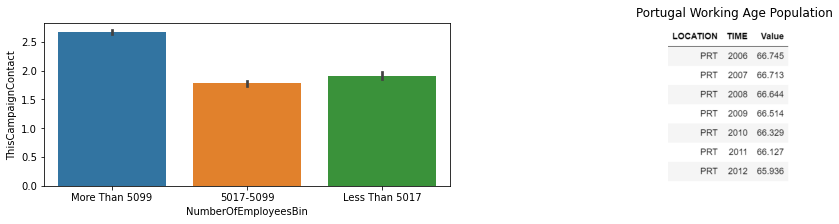 ThisCampaignContact
2.5
2.0
1.5
1.0
0.5
0.0
More Than 5099 5017-5099 Less Than 5017
NumberOfEmployeesBin
Portugal Working Age Population
LOCATION TIME Value
PRT 2006 66.745
PRT 2007 66.713
PRT 2008 66.644
PRT 2009 66.514
PRT 2010 66.329
PRT 2011 66.127
PRT 2012 65.936